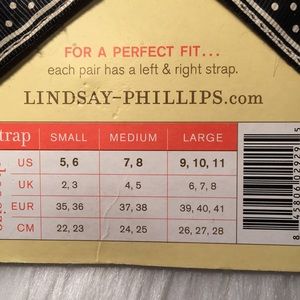 FOR A PERFECT FIT...
each pair has a left & right strap.
LINDSAY-PHILLIPS.com
trap SMALL MEDIUM LARGE
US 5, 6 7, 8 9, 10, 11
UK 2, 3 4, 5 6, 7, 8
EUR 35, 36 37, 38 39, 40, 41
CM 22, 23 24, 25 26, 27, 28